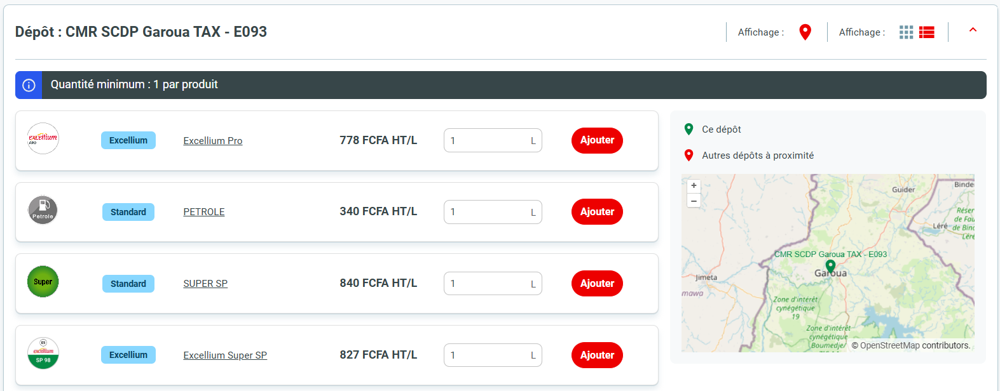 Dépôt : CMR SCDP Garoua TAX - E093
Affichage :
Affichage :
Quantité minimum : 1 par produit
excellium
PRO
Excellium
Excellium Pro
778 FCFA HT/L
1 L
Ajouter
Petrole
Standard
PETROLE
340 FCFA HT/L
1 L
Ajouter
Super
Standard
SUPER SP
840 FCFA HT/L
1 L
Ajouter
E5
excellium
SP 98
Excellium
Excellium Super SP
827 FCFA HT/L
1 L
Ajouter
Ce dépôt
Autres dépôts à proximité
+
−
Guider
Binde
Réser
de Fau
Léré
de Bind
Léré
CMR SCDP Garoua TAX - E093
Garoua
Jimeta
mawa
Zone d'intérêt
cynégétique
19
Zone d'intérêt
cynégétique
Boumedje/
© OpenStreetMap contributors.